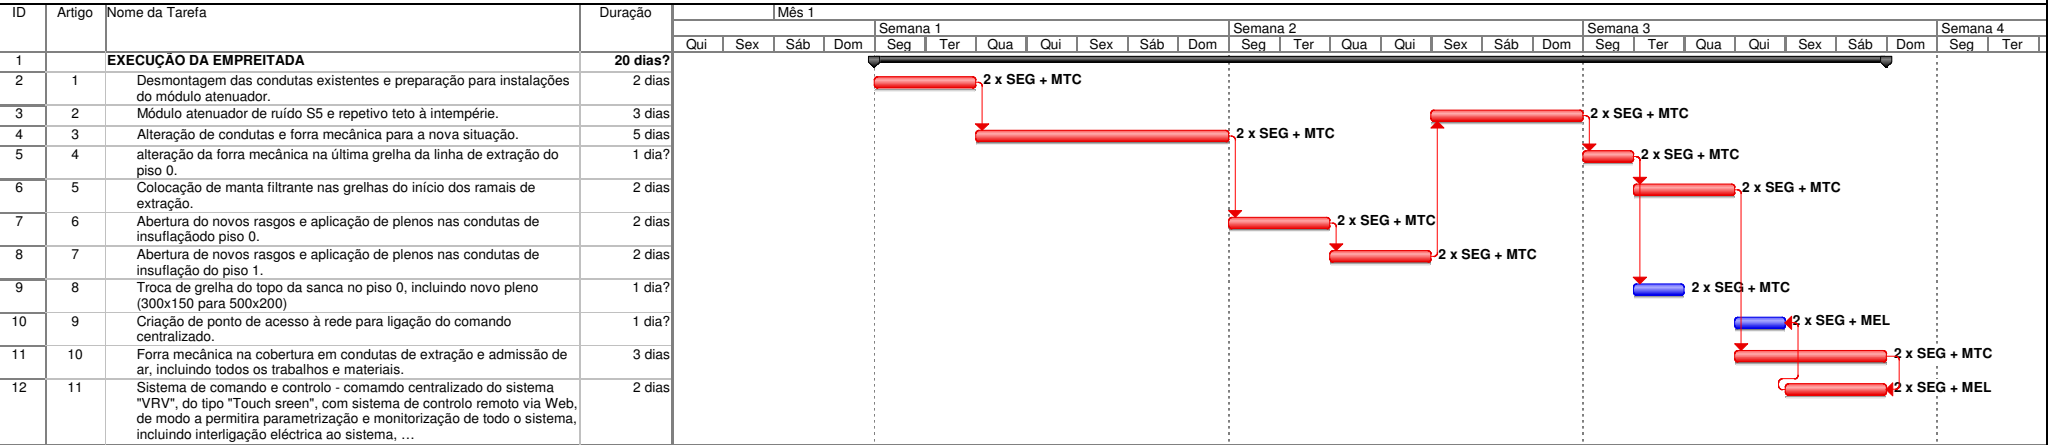 ID Artigo Nome da Tarefa Duração
Mês 1
Semana 1 Semana 2 Semana 3 Semana 4
Qui Sex Sáb Dom Seg Ter Qua Qui Sex Sáb Dom Seg Ter Qua Qui Sex Sáb Dom Seg Ter Qua Qui Sex Sáb Dom Seg Ter
1 EXECUÇÃO DA EMPREITADA 20 dias?
2 1 Desmontagem das condutas existentes e preparação para instalações 2 dias 2 x SEG + MTC
do módulo atenuador.
3 2 Módulo atenuador de ruído S5 e repetivo teto à intempérie. 3 dias 2 x SEG + MTC
4 3 Alteração de condutas e forra mecânica para a nova situação. 5 dias 2 x SEG + MTC
5 4 alteração da forra mecânica na última grelha da linha de extração do 1 dia? 2 x SEG + MTC
piso 0.
6 5 Colocação de manta filtrante nas grelhas do início dos ramais de 2 dias 2 x SEG + MTC
extração.
7 6 Abertura do novos rasgos e aplicação de plenos nas condutas de 2 dias 2 x SEG + MTC
insuflaçãodo piso 0.
8 7 Abertura de novos rasgos e aplicação de plenos nas condutas de 2 dias 2 x SEG + MTC
insuflação do piso 1.
9 8 Troca de grelha do topo da sanca no piso 0, incluindo novo pleno 1 dia? 2 x SEG + MTC
(300x150 para 500x200)
10 9 Criação de ponto de acesso à rede para ligação do comando 1 dia? 2 x SEG + MEL
centralizado.
11 10 Forra mecânica na cobertura em condutas de extração e admissão de 3 dias 2 x SEG + MTC
ar, incluindo todos os trabalhos e materiais.
12 11 Sistema de comando e controlo - comamdo centralizado do sistema 2 dias 2 x SEG + MEL
"VRV", do tipo "Touch sreen", com sistema de controlo remoto via Web,
de modo a permitira parametrização e monitorização de todo o sistema,
incluindo interligação eléctrica ao sistema, …